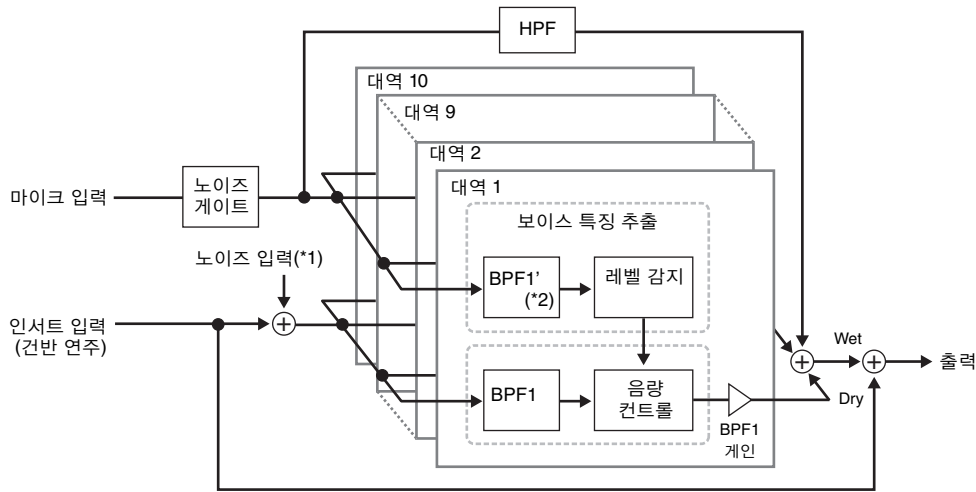 HPF
대역 10
대역 9
대역 2
대역 1
마이크 입력
노이즈
게이트
보이스 특징 추출
노이즈 입력(*1)
BPF1’
(*2)
레벨 감지
인서트 입력
(건반 연주)
BPF1
음량
컨트롤
BPF1
게인
Wet
Dry
출력